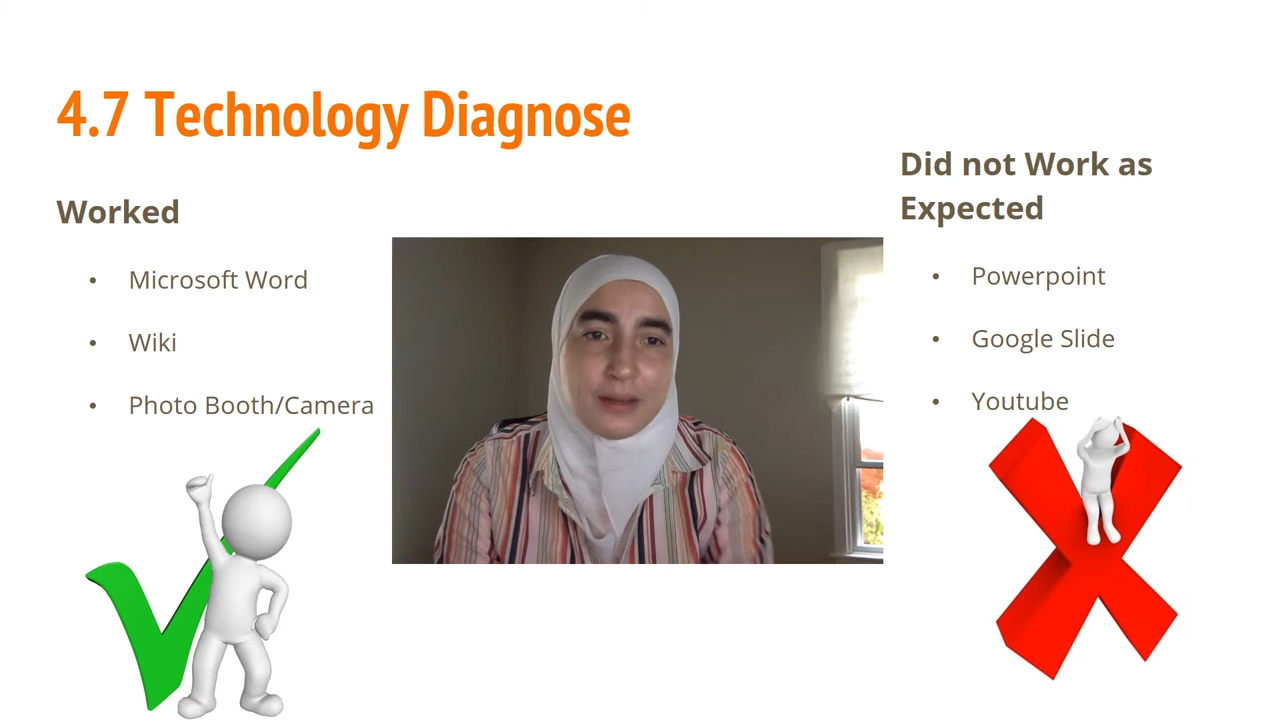 4.7 Technology Diagnose
Worked
• Microsoft Word
• Wiki
• Photo Booth/Camera
Did not Work as
Expected
• Powerpoint
• Google Slide
• Youtube